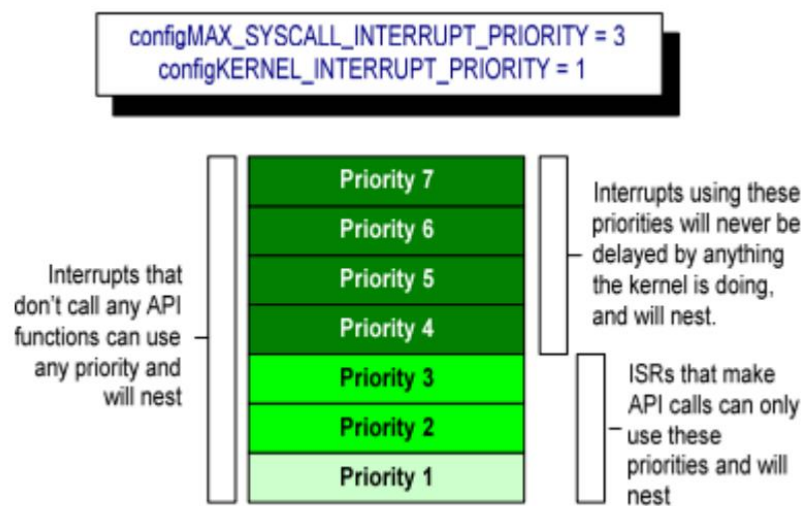 configMAX_SYSCALL_INTERRUPT_PRIORITY = 3
configKERNEL_INTERRUPT_PRIORITY = 1
Interrupts that
don't call any API
functions can use
any priority and
will nest
Priority 7
Priority 6
Priority 5
Priority 4
Priority 3
Priority 2
Priority 1
Interrupts using these
priorities will never be
delayed by anything
the kernel is doing,
and will nest.
ISRs that make
API calls can only
use these
priorities and will
nest